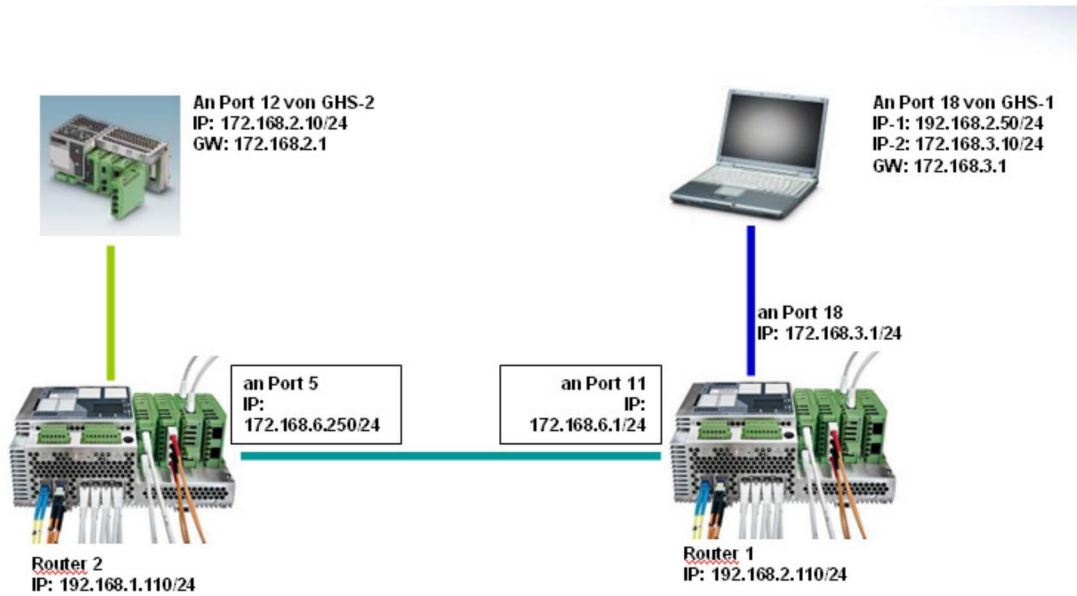 An Port 12 von GHS-2
IP: 172.168.2.10/24
GW: 172.168.2.1
An Port 18 von GHS-1
IP-1: 192.168.2.50/24
IP-2: 172.168.3.10/24
GW: 172.168.3.1
an Port 18
IP: 172.168.3.1/24
an Port 5
IP:
172.168.6.250/24
an Port 11
IP:
172.168.6.1/24
Router 2
IP: 192.168.1.110/24
Router 1
IP: 192.168.2.110/24